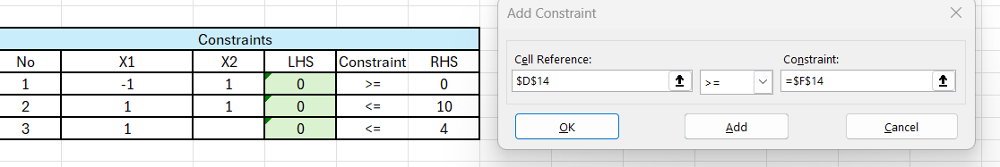 Add Constraint
Constraints
No X1 X2 LHS Constraint RHS
1 -1 1 0 >= 0
2 1 1 0 <= 10
3 1 0 <= 4
Cell Reference: Constraint:
$D$14 >= =$F$14
OK Add Cancel